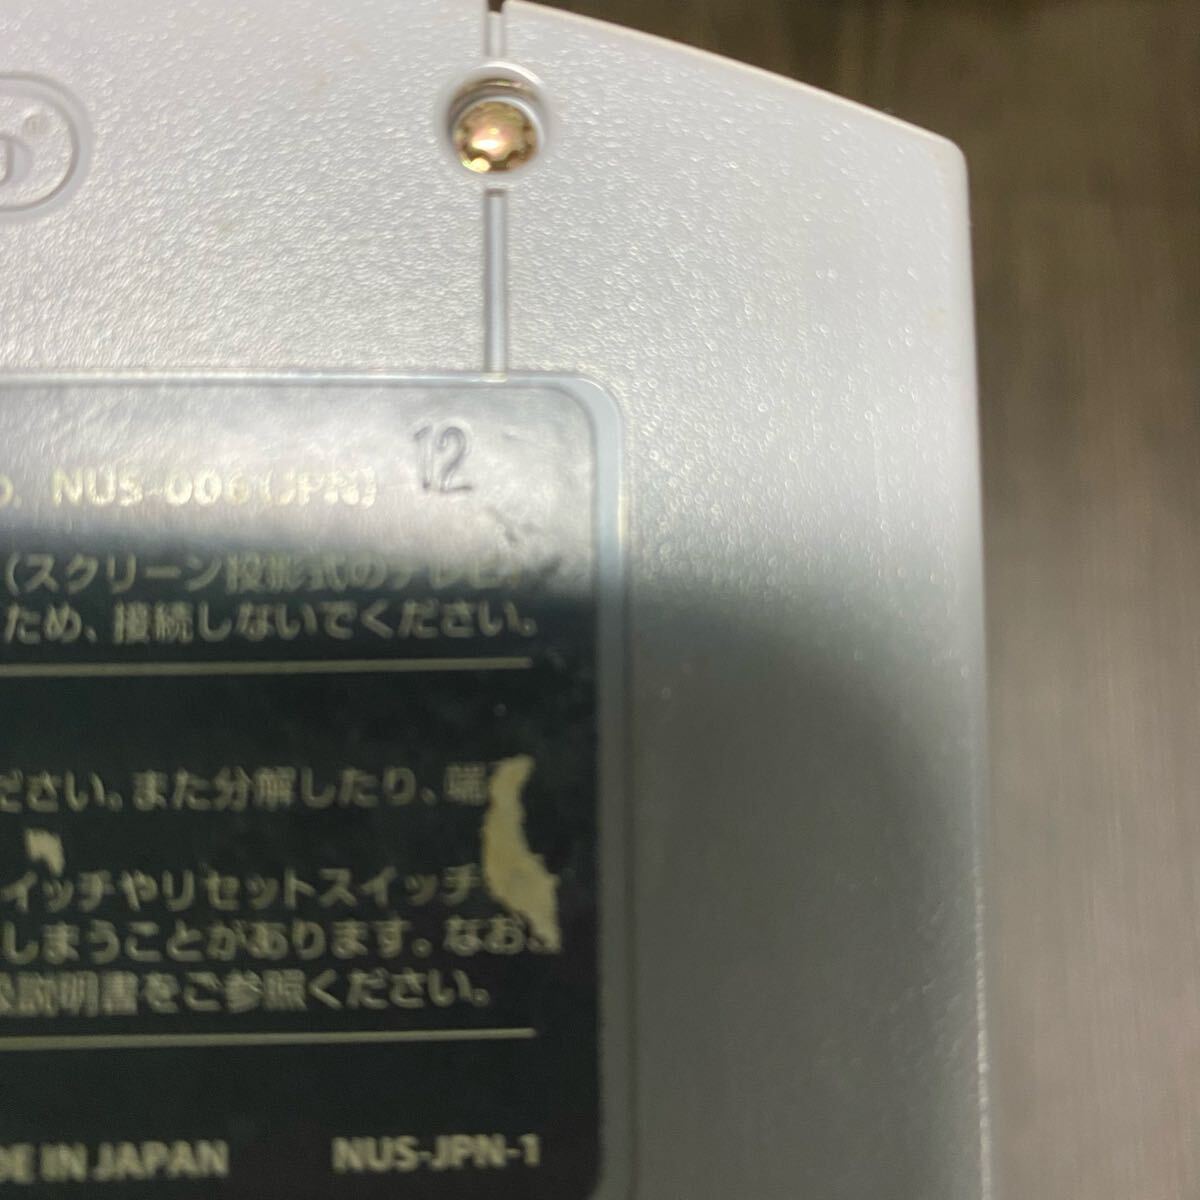 ®
12
NUS-006(JPN)
(スクリーン投影式のテレビ
ため、接続しないでください。
ださい。また分解したり、端
イッチやリセットスイッチ
しまうことがあります。なお、
扱説明書をご参照ください。
DE IN JAPAN NUS-JPN-1